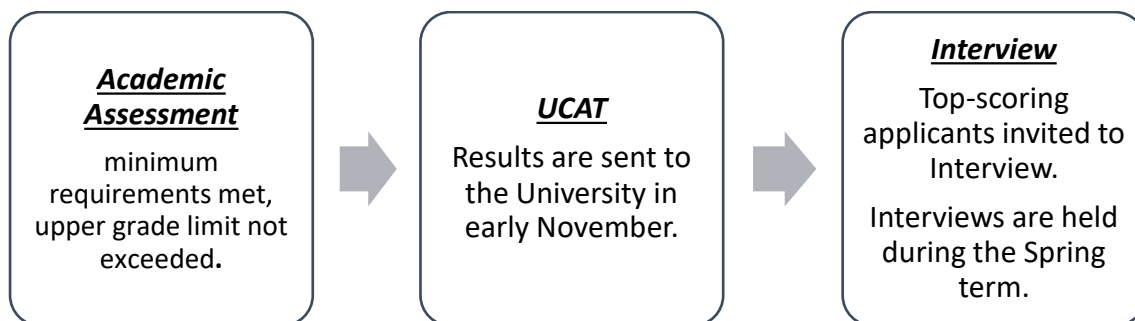 Academic
Assessment
minimum
requirements met,
upper grade limit not
exceeded.
UCAT
Results are sent to
the University in
early November.
Interview
Top-scoring
applicants invited to
Interview.
Interviews are held
during the Spring
term.